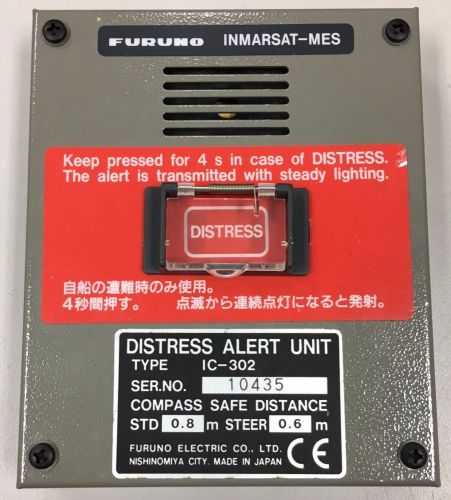 FURUNO INMARSAT-MES
Keep pressed for 4 s in case of DISTRESS.
The alert is transmitted with steady lighting.
DISTRESS
自船の遭難時のみ使用。
4秒間押す。 点滅から連続点灯になると発射。
DISTRESS ALERT UNIT
TYPE IC-302
SER.NO. 10435
COMPASS SAFE DISTANCE
STD 0.8 m STEER 0.6 m
FURUNO ELECTRIC CO., LTD.
NISHINOMIYA CITY. MADE IN JAPAN CE